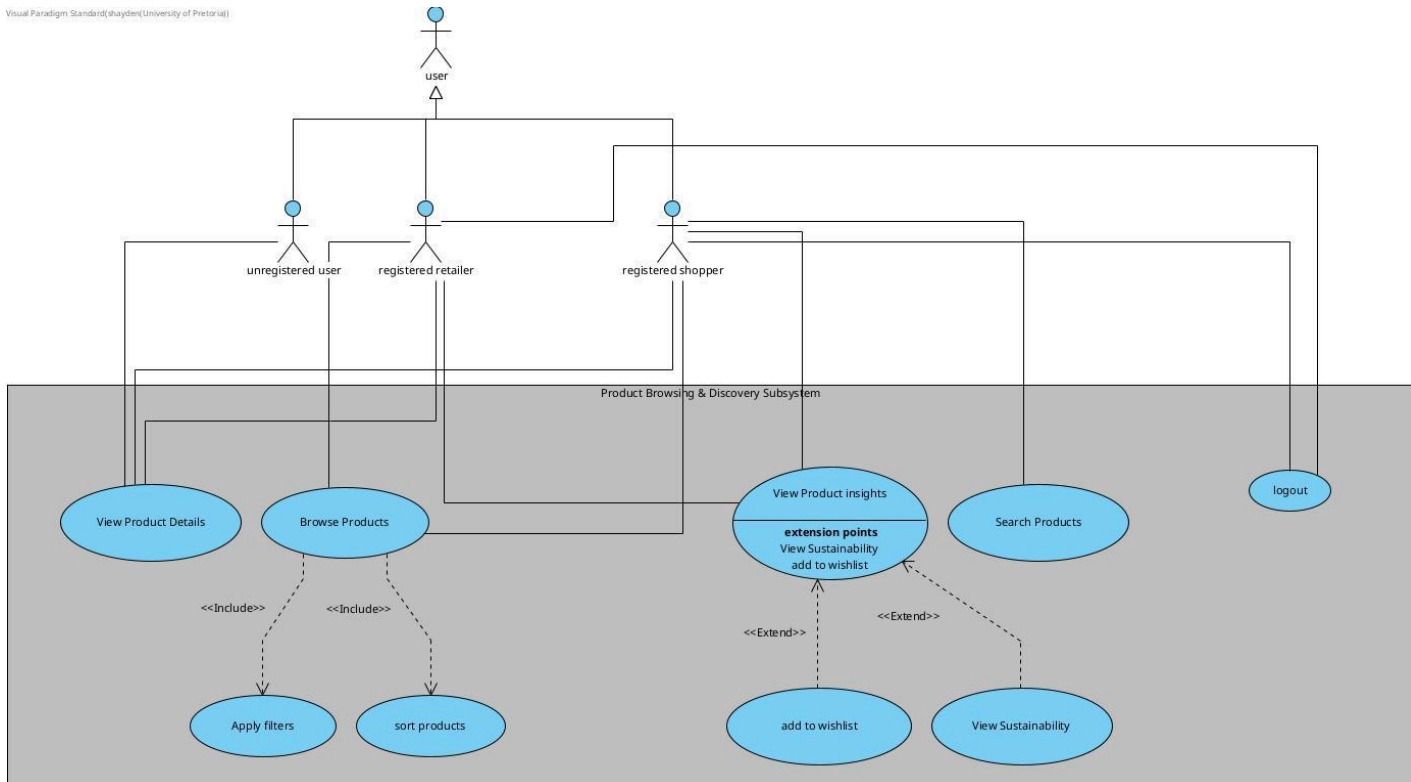 Visual Paradigm Standard(shayden(University of Pretoria))
user
unregistered user
registered retailer
registered shopper
Product Browsing & Discovery Subsystem
View Product Details
Browse Products
View Product insights
extension points
View Sustainability
add to wishlist
Search Products
logout
<<Include>>
<<Include>>
<<Extend>>
<<Extend>>
Apply filters
sort products
add to wishlist
View Sustainability